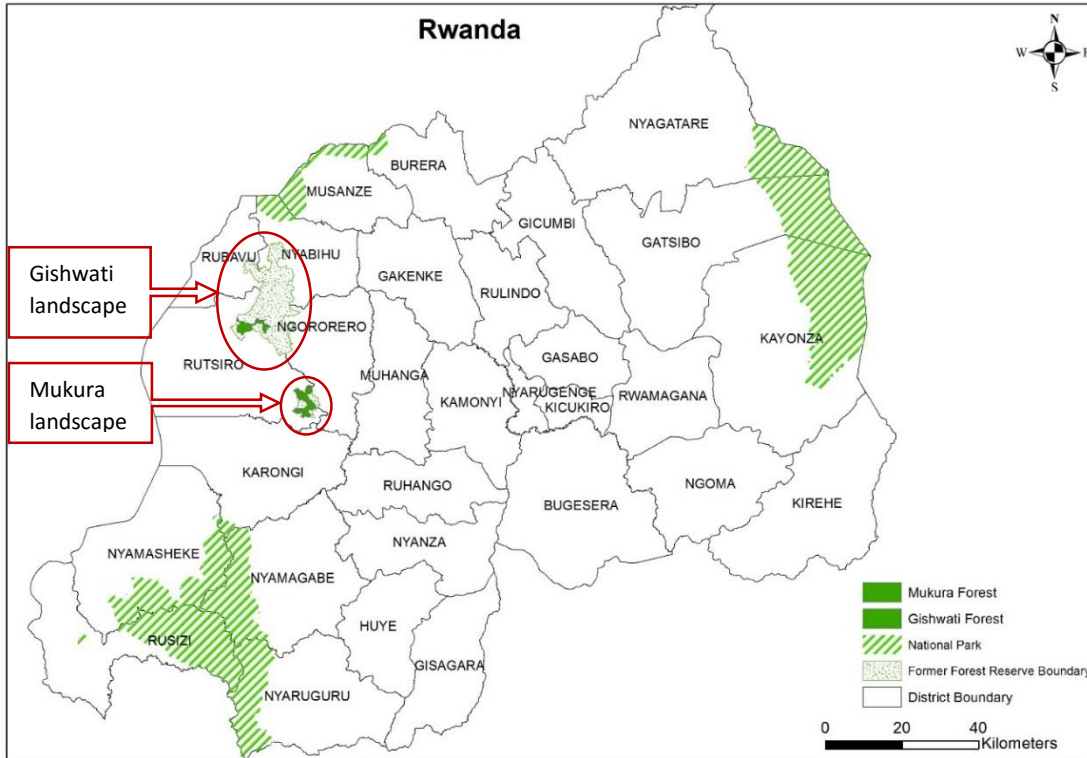 Rwanda
N
W
E
S
NYAGATARE
BURERA
MUSANZE
GICUMBI
GATSIBO
RUBAVU
NYABIHU
GAKENKE
RULINDO
Gishwati
landscape
NGORORERO
KAYONZA
GASABO
RUTSIRO
MUHANGA
NYARUGENGE
KICUKIRO
RWAMAGANA
KAMONYI
Mukura
landscape
KARONGI
RUHANGO
NGOMA
BUGESERA
KIREHE
NYANZA
NYAMASHEKE
NYAMAGABE
HUYE
RUSIZI
GISAGARA
NYARUGURU
Mukura Forest
Gishwati Forest
National Park
Former Forest Reserve Boundary
District Boundary
0 20 40
Kilometers